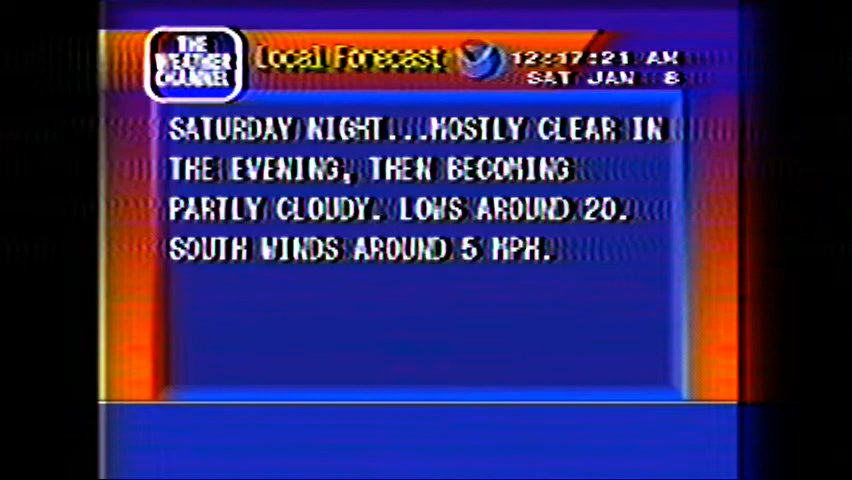 THE
WEATHER
CHANNEL
Local Forecast
12:17:21 AM
SAT JAN 8
SATURDAY NIGHT...MOSTLY CLEAR IN
THE EVENING, THEN BECOMING
PARTLY CLOUDY. LOWS AROUND 20.
SOUTH WINDS AROUND 5 MPH.